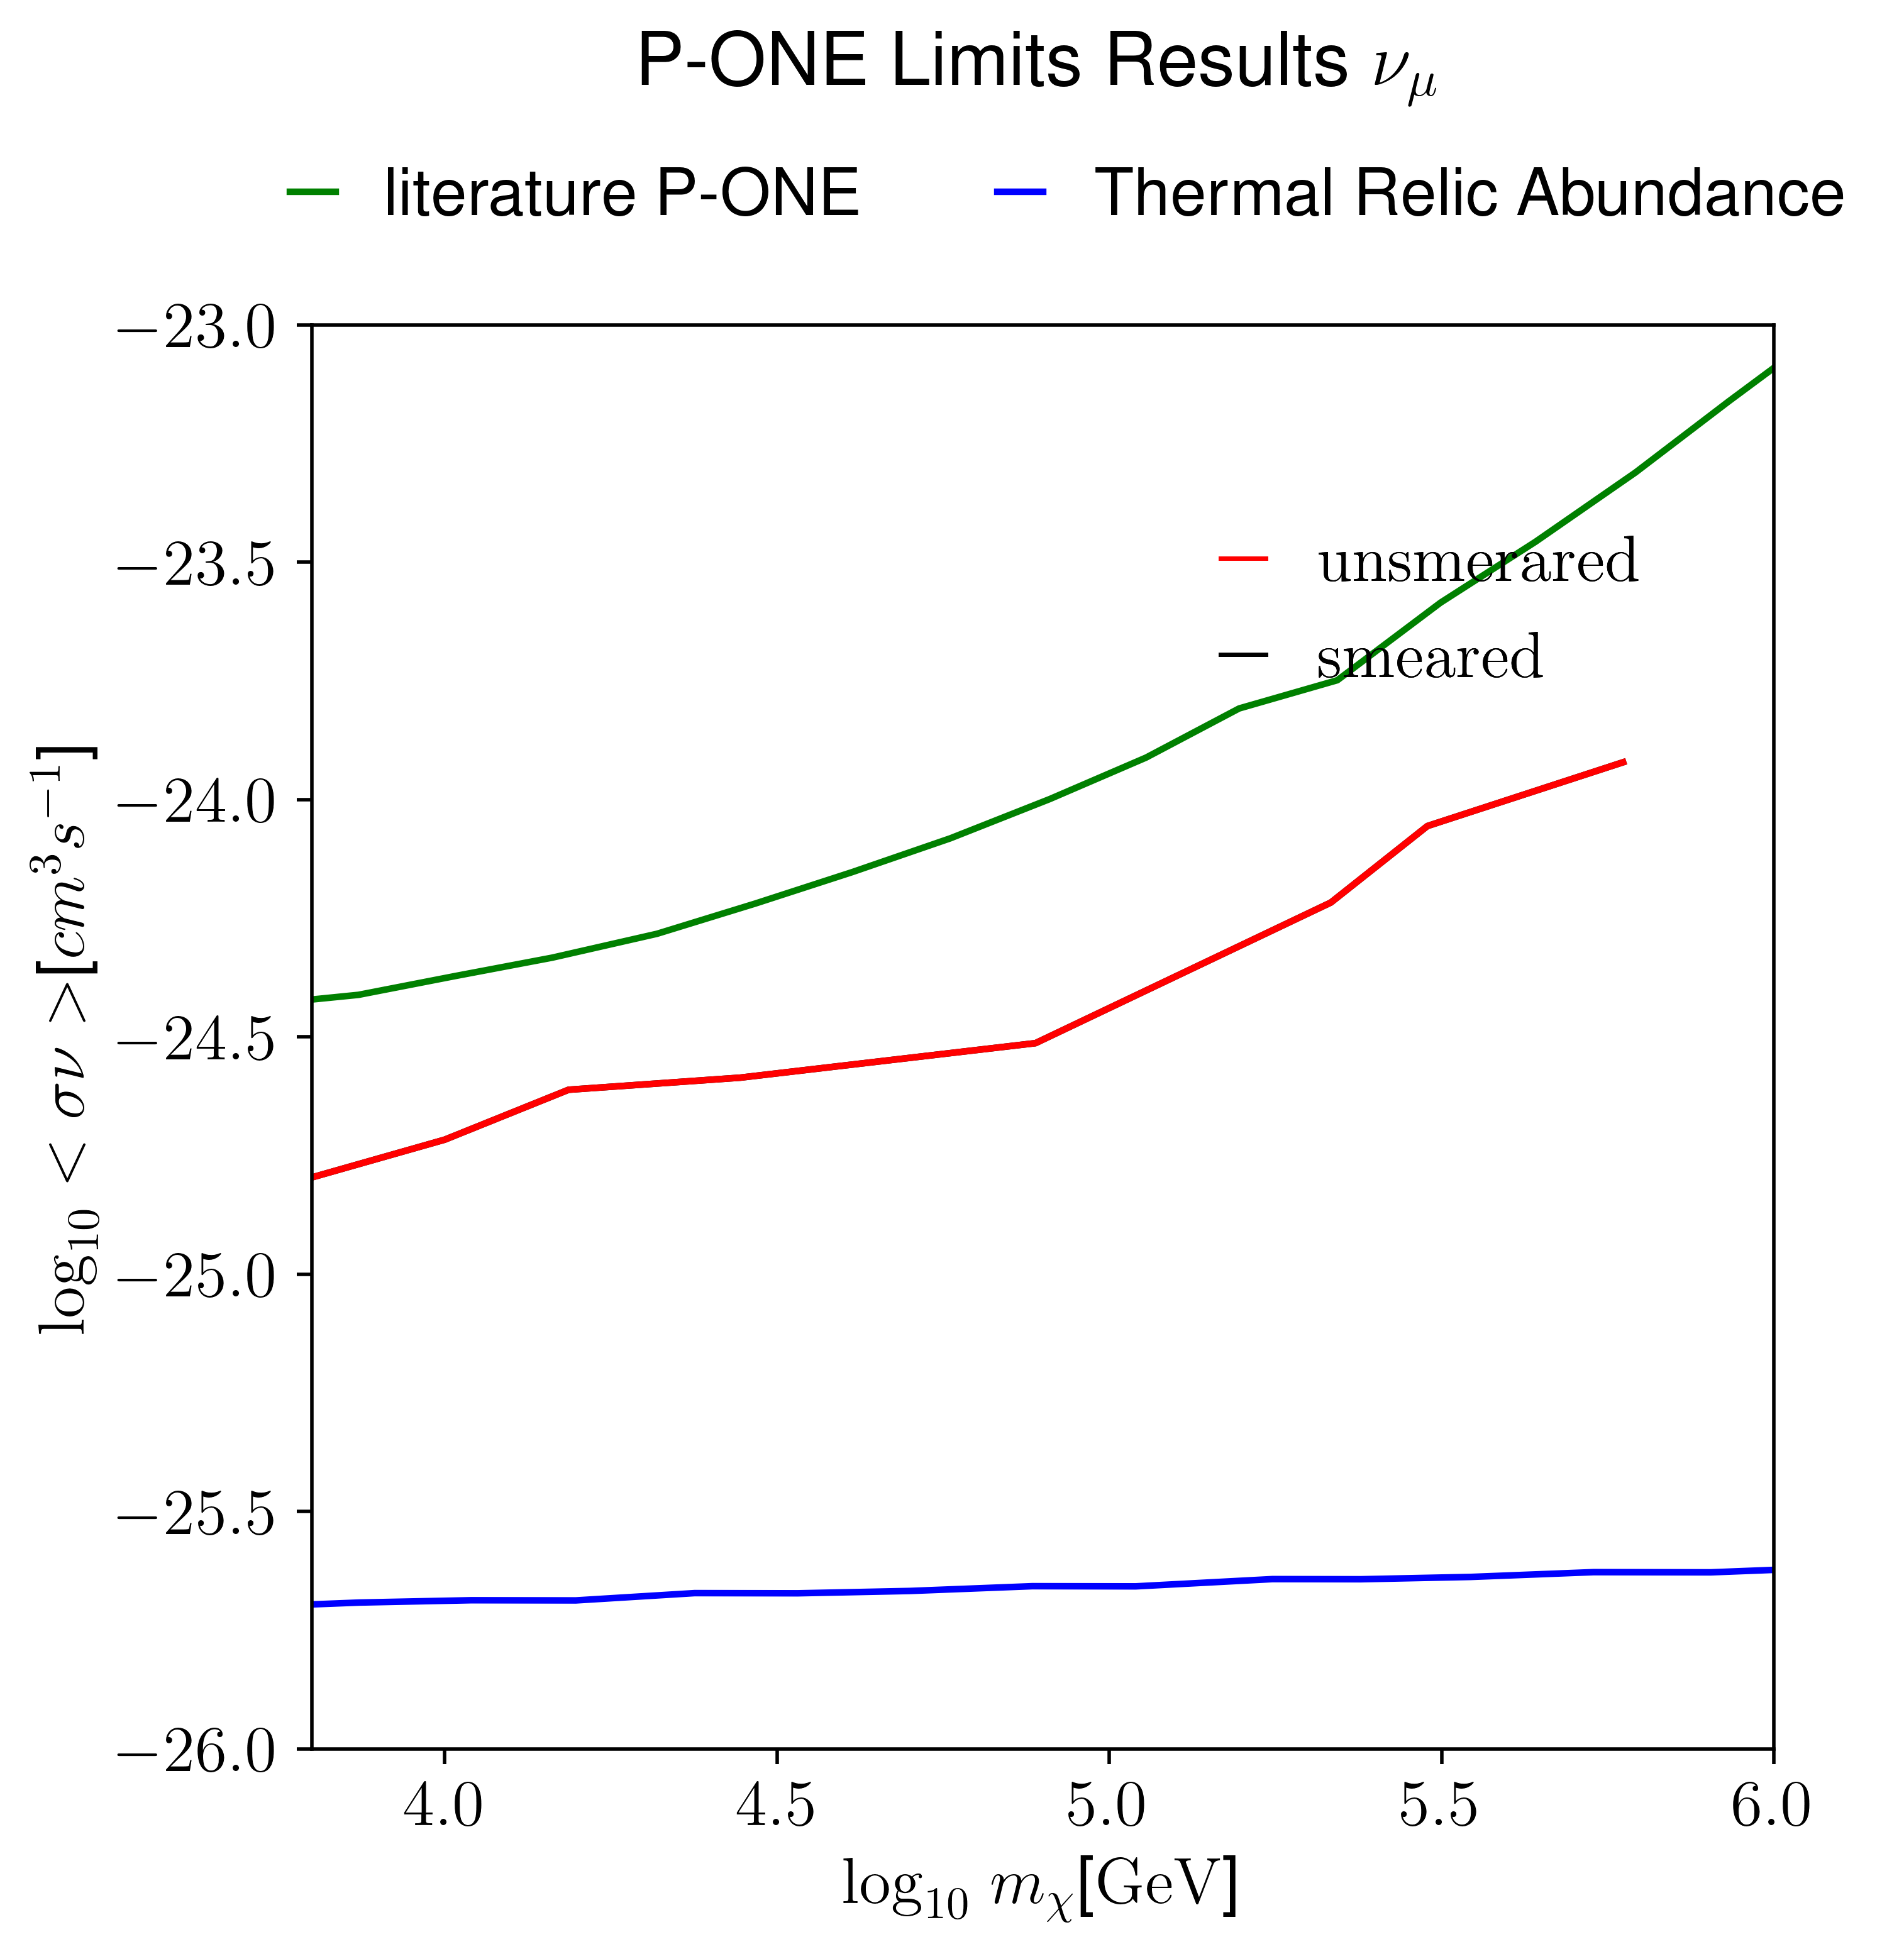 P-ONE Limits Results ν_μ
literature P-ONE
Thermal Relic Abundance
−23.0
−23.5
−24.0
−24.5
−25.0
−25.5
−26.0
log₁₀ < σν >[cm³s⁻¹]
unsmerared
smeared
4.0 4.5 5.0 5.5 6.0
log₁₀ m_χ[GeV]